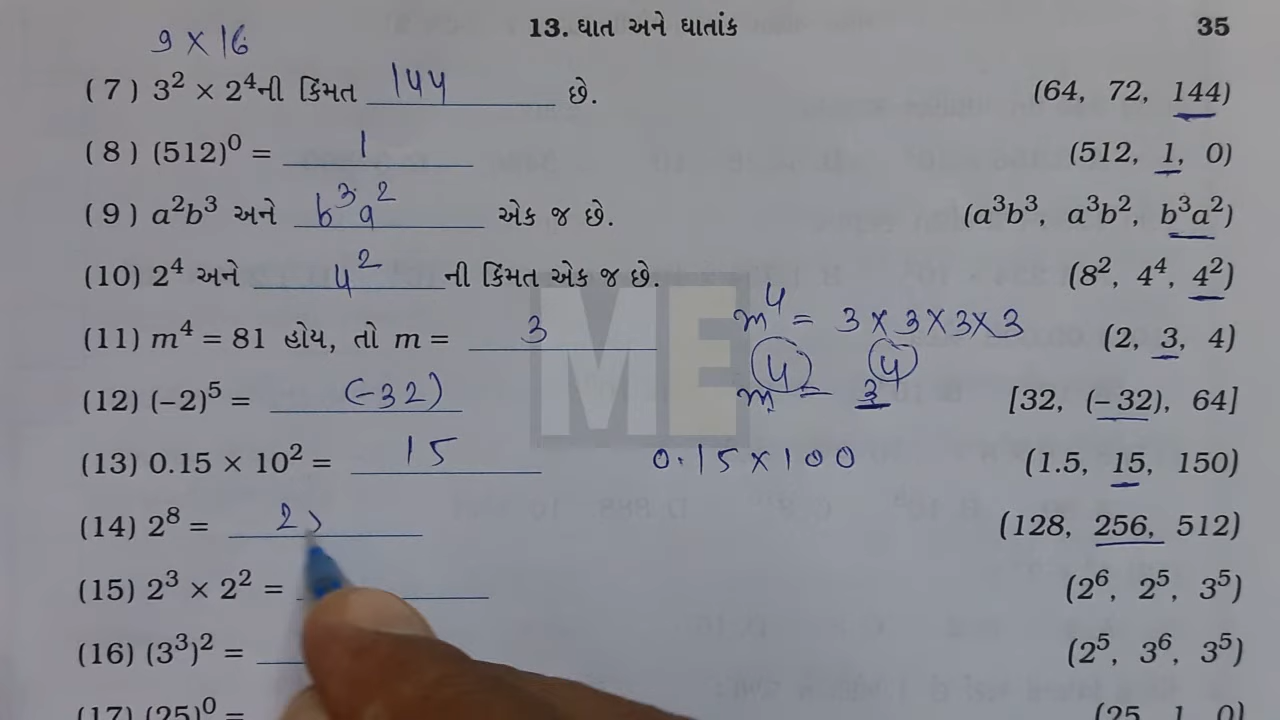 13. ઘાત અને ઘાતાંક 35
9 × 16
(7) 3² × 2⁴ની કિંમત 144 છે. (64, 72, 144)
(8) (512)⁰ = 1 (512, 1, 0)
(9) a²b³ અને b³a² એક જ છે. (a³b³, a³b², b³a²)
(10) 2⁴ અને 4² ની કિંમત એક જ છે. (8², 4⁴, 4²)
m⁴ = 3 × 3 × 3 × 3
(11) m⁴ = 81 હોય, તો m = 3 (2, 3, 4)
m⁴ = 3⁴
(12) (−2)⁵ = (−32) [32, (−32), 64]
(13) 0.15 × 10² = 15 0.15 × 100 (1.5, 15, 150)
(14) 2⁸ = 2 (128, 256, 512)
(15) 2³ × 2² = (2⁶, 2⁵, 3⁵)
(16) (3³)² = (2⁵, 3⁶, 3⁵)
(17) (25)⁰ = (25, 1, 0)
ME